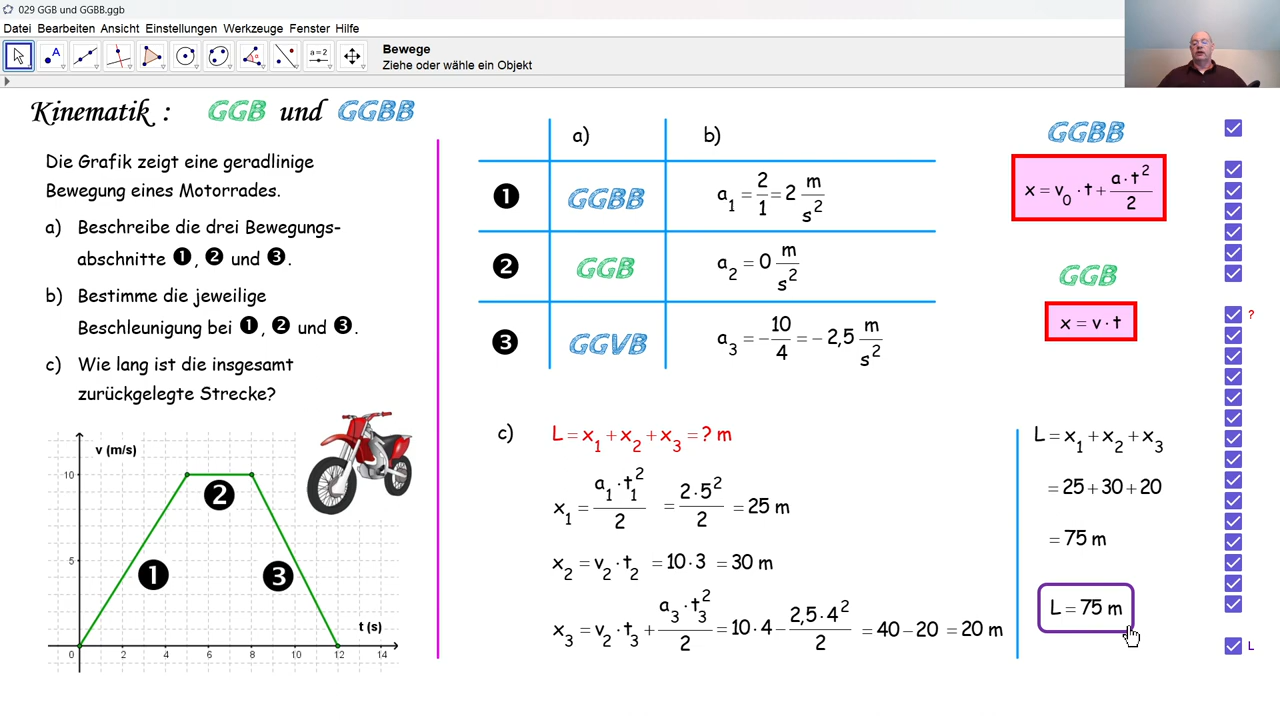 029 GGB und GGBB.ggb
Datei Bearbeiten Ansicht Einstellungen Werkzeuge Fenster Hilfe
A
a=2
Bewege
Ziehe oder wähle ein Objekt
Kinematik : GGB und GGBB
Die Grafik zeigt eine geradlinige
Bewegung eines Motorrades.
a) Beschreibe die drei Bewegungs-
abschnitte ❶, ❷ und ❸.
b) Bestimme die jeweilige
Beschleunigung bei ❶, ❷ und ❸.
c) Wie lang ist die insgesamt
zurückgelegte Strecke?
v (m/s)
10
5
❶
❷
❸
t (s)
0 2 4 6 8 10 12 14
a) b)
❶ GGBB a₁ = 2/1 = 2 m/s²
❷ GGB a₂ = 0 m/s²
❸ GGVB a₃ = −10/4 = −2,5 m/s²
c) L = x₁ + x₂ + x₃ = ? m
x₁ = a₁·t₁²/2 = 2·5²/2 = 25 m
x₂ = v₂·t₂ = 10·3 = 30 m
x₃ = v₂·t₃ + a₃·t₃²/2 = 10·4 − 2,5·4²/2 = 40 − 20 = 20 m
GGBB
x = v₀·t + a·t²/2
GGB
x = v·t
L = x₁ + x₂ + x₃
= 25 + 30 + 20
= 75 m
L = 75 m
?
L